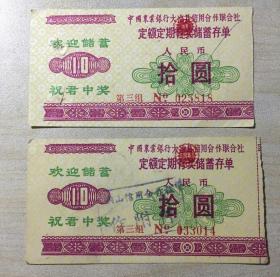 中国农业银行大冶县信用合作联合社
定额定期有奖储蓄存单
欢迎储蓄
人民币
10
拾圆
祝君中奖
第三组 No 023818
中国农业银行大冶县信用合作联合社
定额定期有奖储蓄存单
欢迎储蓄
人民币
10
拾圆
祝君中奖
第三组 No 033014